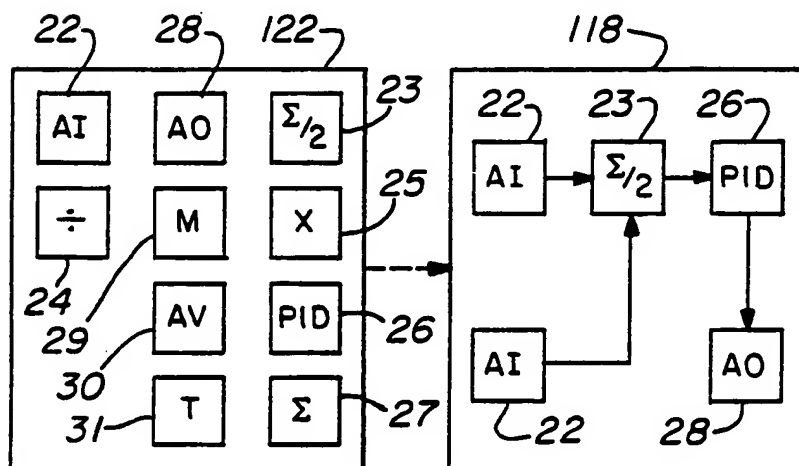 22 28 122 118
AI AO Σ/2 23 22 23 26
AI Σ/2 PID
÷ M X 25
24
29
AV PID 26
30
AI AO
T Σ 27
31 22 28